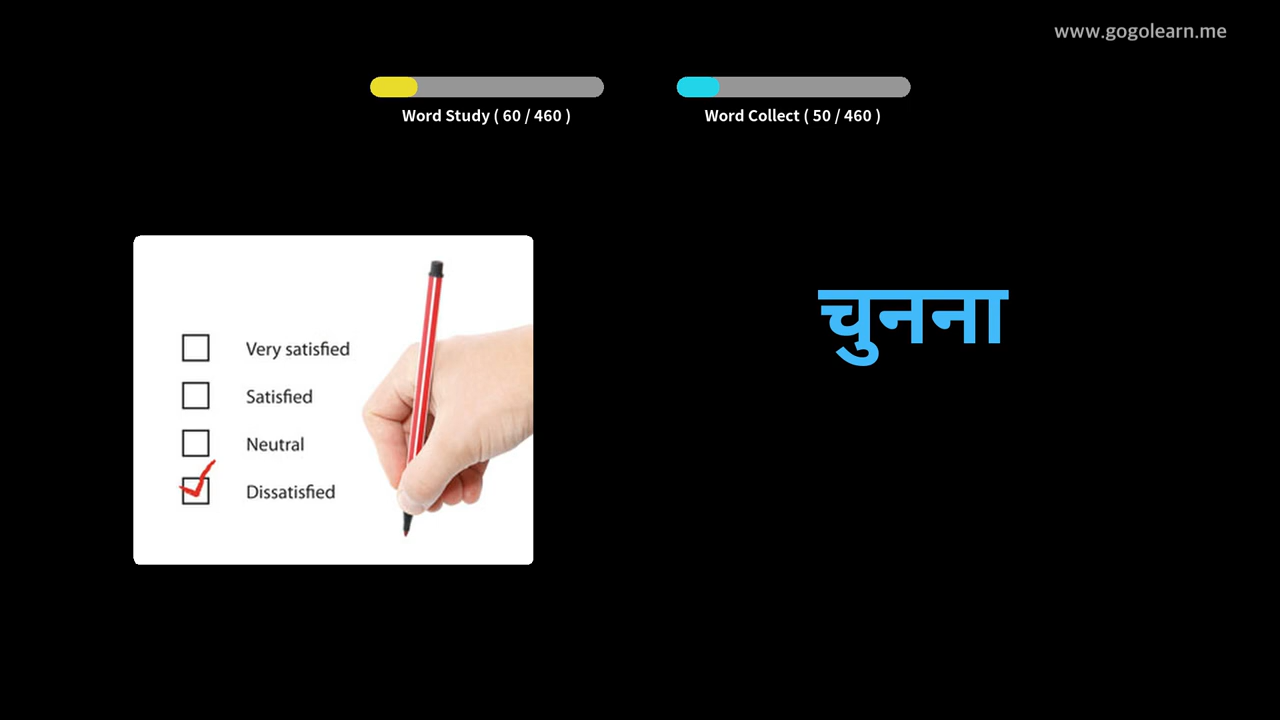 www.gogolearn.me
Word Study ( 60 / 460 )
Word Collect ( 50 / 460 )
Very satisfied
Satisfied
Neutral
Dissatisfied
चुनना